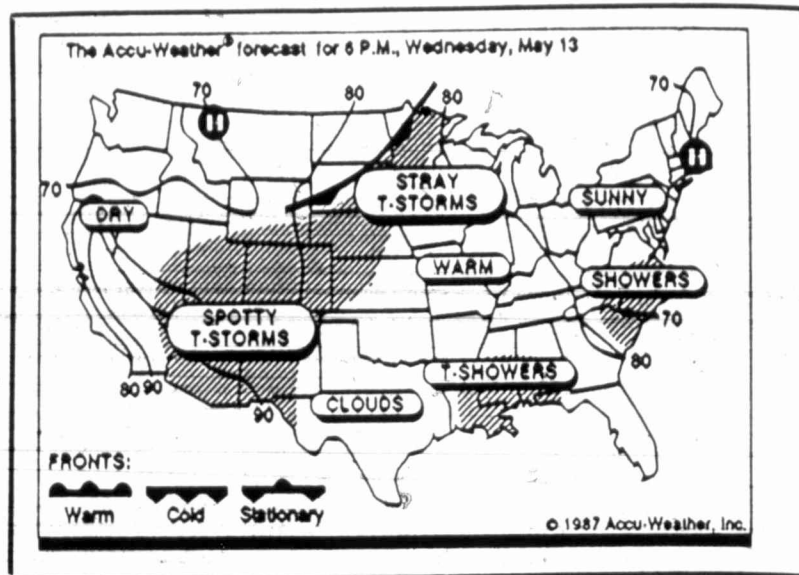 The Accu-Weather® forecast for 6 P.M., Wednesday, May 13
70
80
80
70
H
H
70
STRAY
T-STORMS
SUNNY
DRY
WARM
SHOWERS
SPOTTY
T-STORMS
70
80
T-SHOWERS
80 90
90
CLOUDS
FRONTS:
Warm Cold Stationary
© 1987 Accu-Weather, Inc.